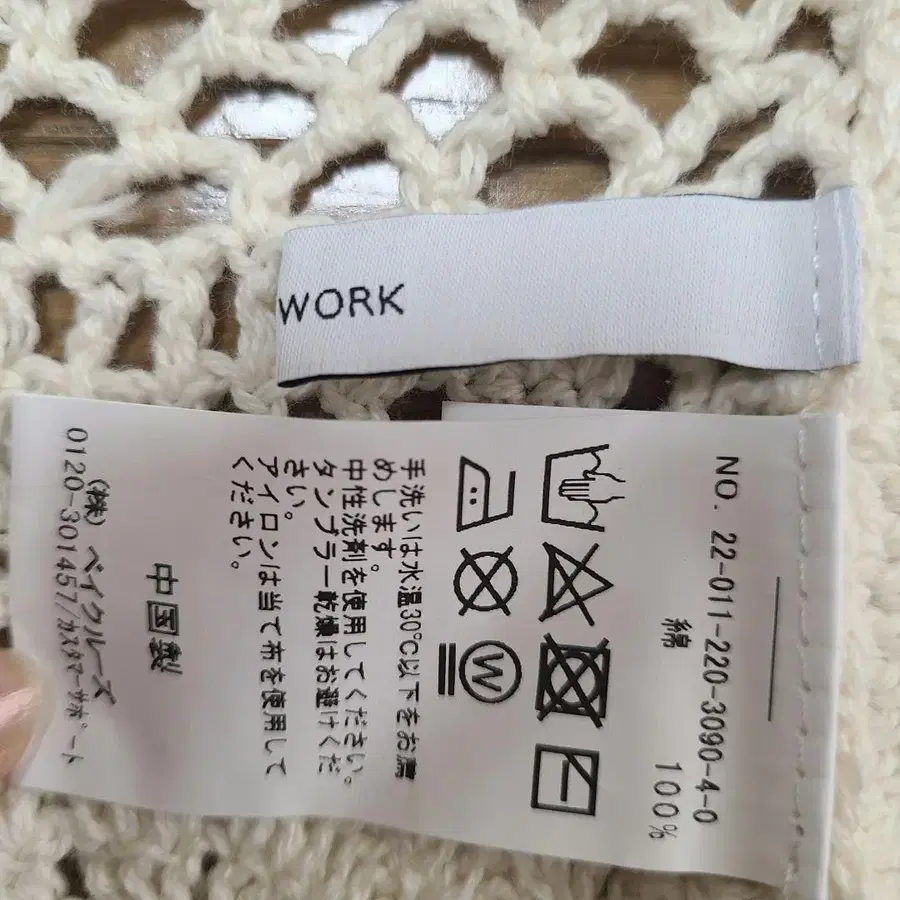 WORK
NO. 22-011-220-3090-4-0
綿 100%
W
手洗いは水温30℃以下をお薦
めします。
中性洗剤を使用してください。
タンブラー乾燥はお避けくだ
さい。
アイロンは当て布を使用して
ください。
中国製
(株) ベイクルーズ
0120-301457/カスタマーサポート